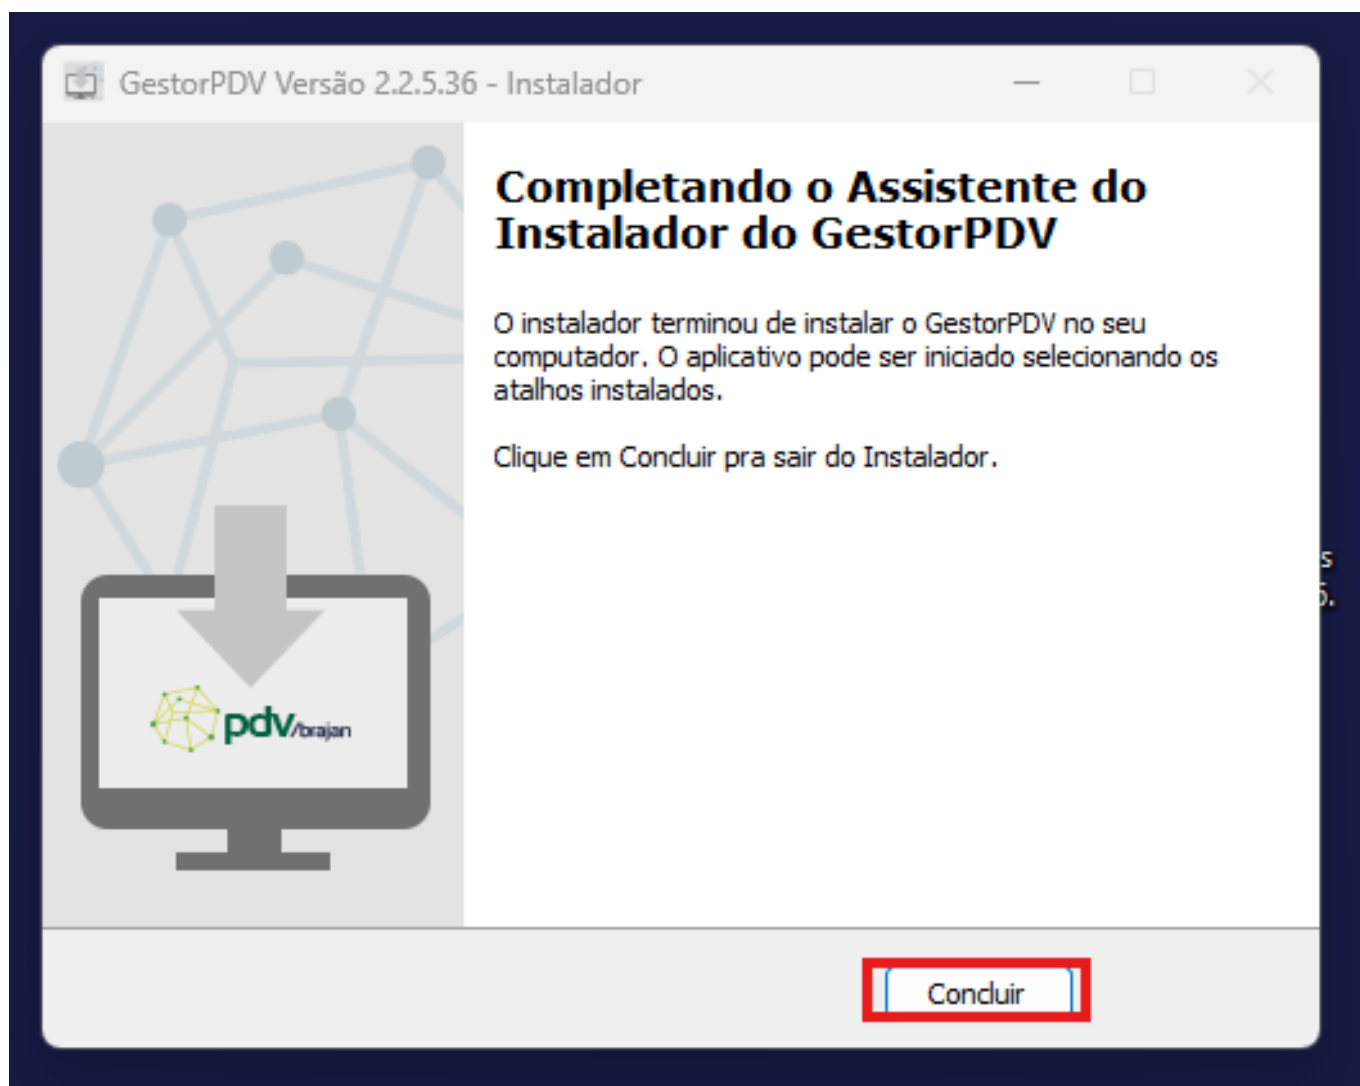 GestorPDV Versão 2.2.5.36 - Instalador
Completando o Assistente do
Instalador do GestorPDV
O instalador terminou de instalar o GestorPDV no seu
computador. O aplicativo pode ser iniciado selecionando os
atalhos instalados.
Clique em Concluir pra sair do Instalador.
s
pdv/brajan
Concluir